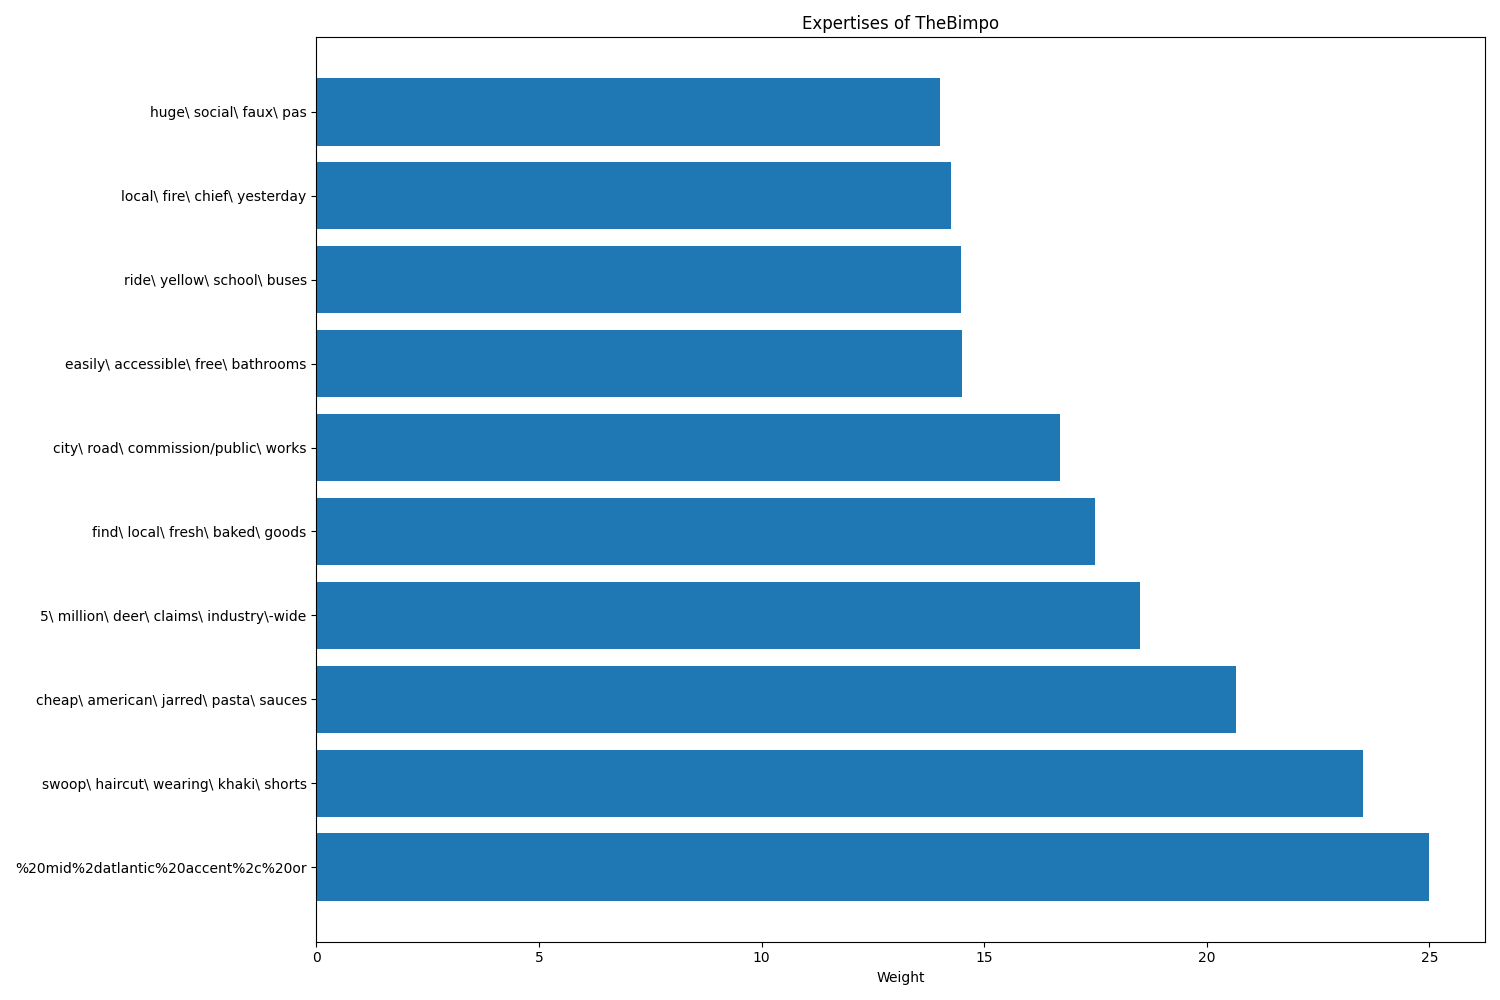 Expertises of TheBimpo
huge\ social\ faux\ pas
local\ fire\ chief\ yesterday
ride\ yellow\ school\ buses
easily\ accessible\ free\ bathrooms
city\ road\ commission/public\ works
find\ local\ fresh\ baked\ goods
5\ million\ deer\ claims\ industry\-wide
cheap\ american\ jarred\ pasta\ sauces
swoop\ haircut\ wearing\ khaki\ shorts
%20mid%2datlantic%20accent%2c%20or
0 5 10 15 20 25
Weight